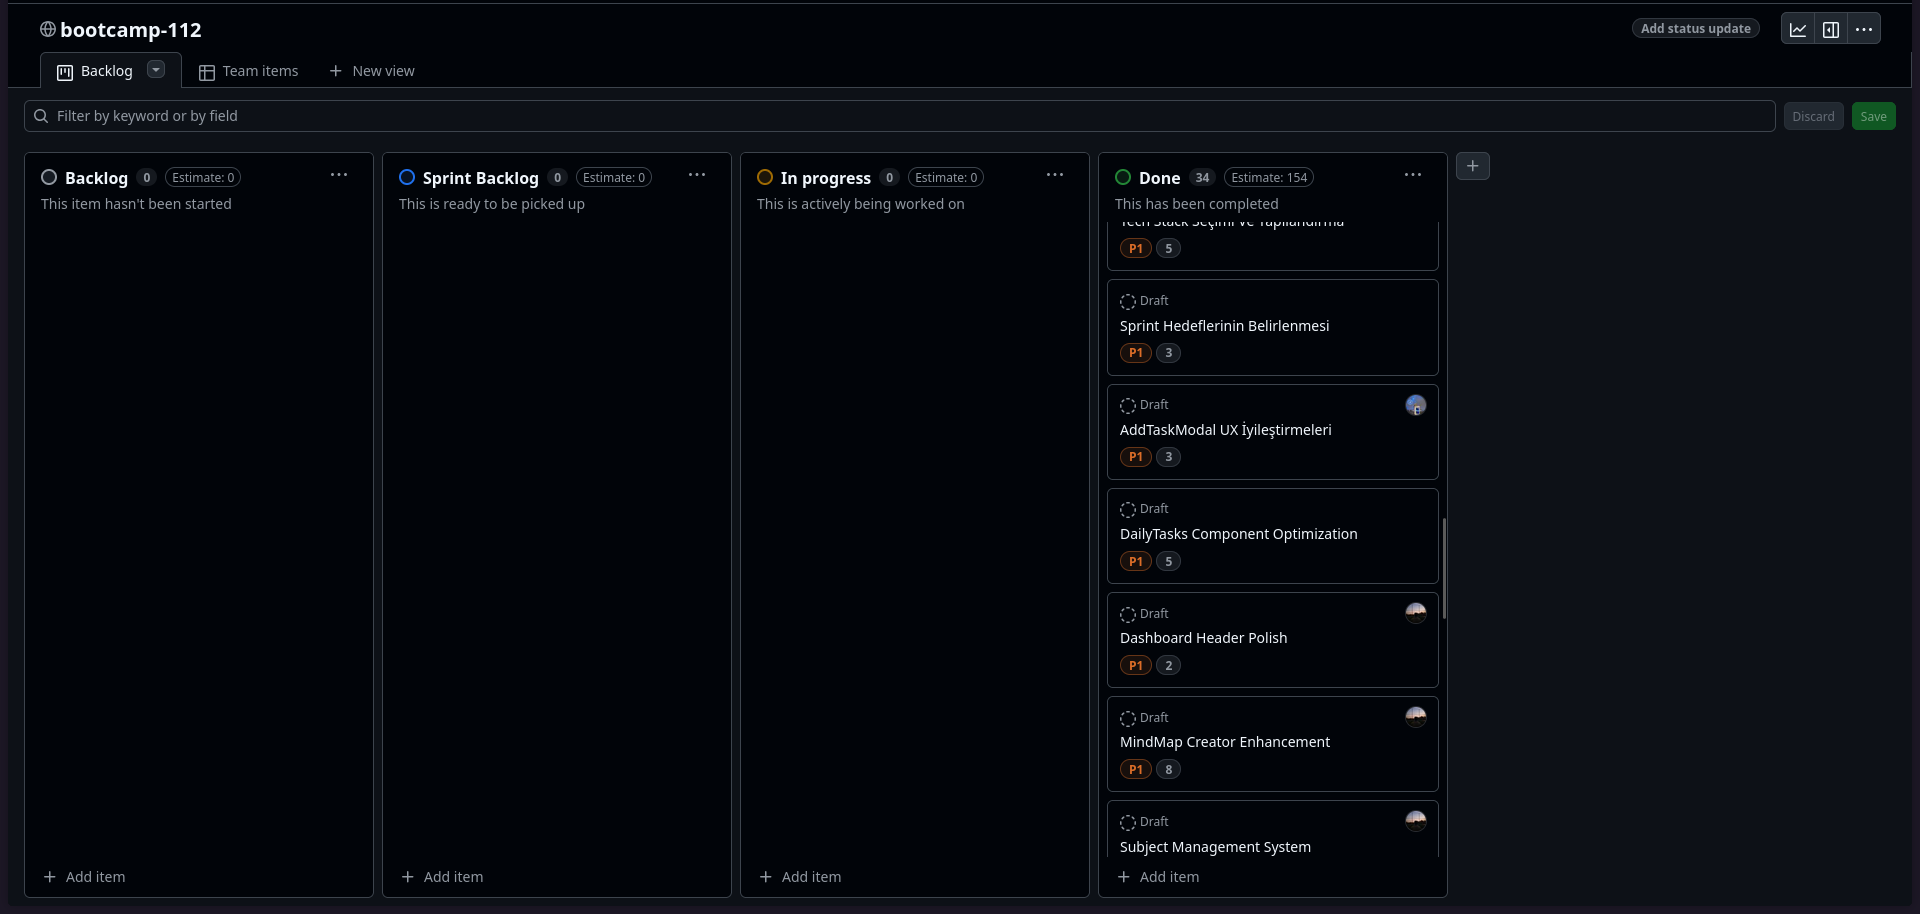 bootcamp-112
Add status update
Backlog
Team items
New view
Filter by keyword or by field
Discard
Save
Backlog 0 Estimate: 0
This item hasn't been started
Add item
Sprint Backlog 0 Estimate: 0
This is ready to be picked up
Add item
In progress 0 Estimate: 0
This is actively being worked on
Add item
Done 34 Estimate: 154
This has been completed
Tech Stack Seçimi ve Yapılandırma
P1 5
Draft
Sprint Hedeflerinin Belirlenmesi
P1 3
Draft
AddTaskModal UX İyileştirmeleri
P1 3
Draft
DailyTasks Component Optimization
P1 5
Draft
Dashboard Header Polish
P1 2
Draft
MindMap Creator Enhancement
P1 8
Draft
Subject Management System
Add item